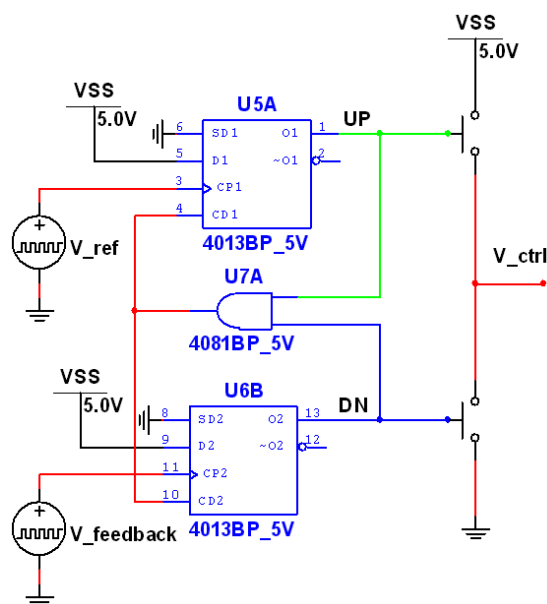 VSS
5.0V
VSS
5.0V
U5A
UP
6 SD1 O1 1
5 D1 ~O1 2
3 CP1
4 CD1
4013BP_5V
V_ref
V_ctrl
U7A
4081BP_5V
VSS
5.0V
U6B
DN
8 SD2 O2 13
9 D2 ~O2 12
11 CP2
10 CD2
4013BP_5V
V_feedback